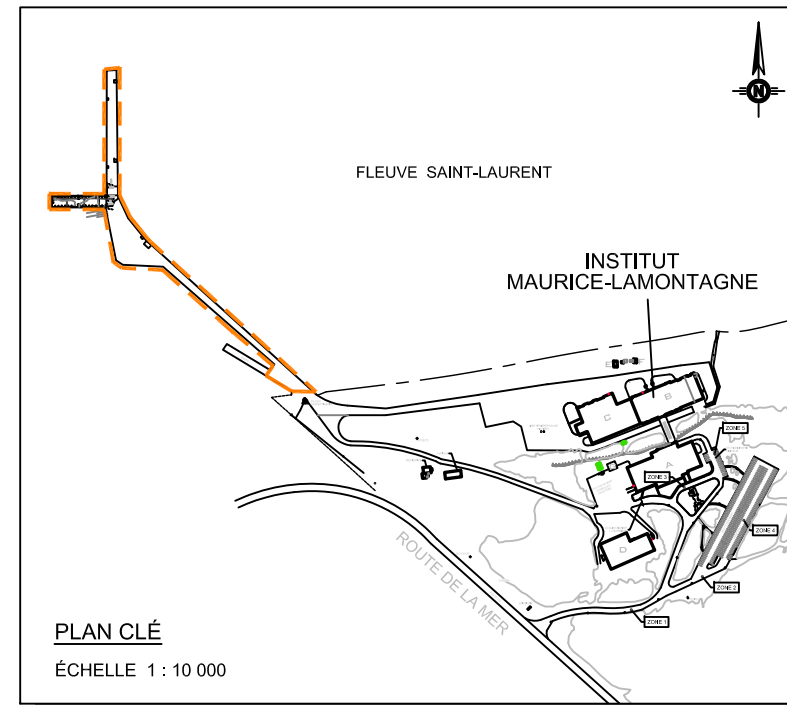 N
FLEUVE SAINT-LAURENT
INSTITUT
MAURICE-LAMONTAGNE
B
C
ZONE 5
A
ZONE 3
ZONE 4
D
ROUTE DE LA MER
ZONE 2
ZONE 1
PLAN CLÉ
ÉCHELLE 1 : 10 000